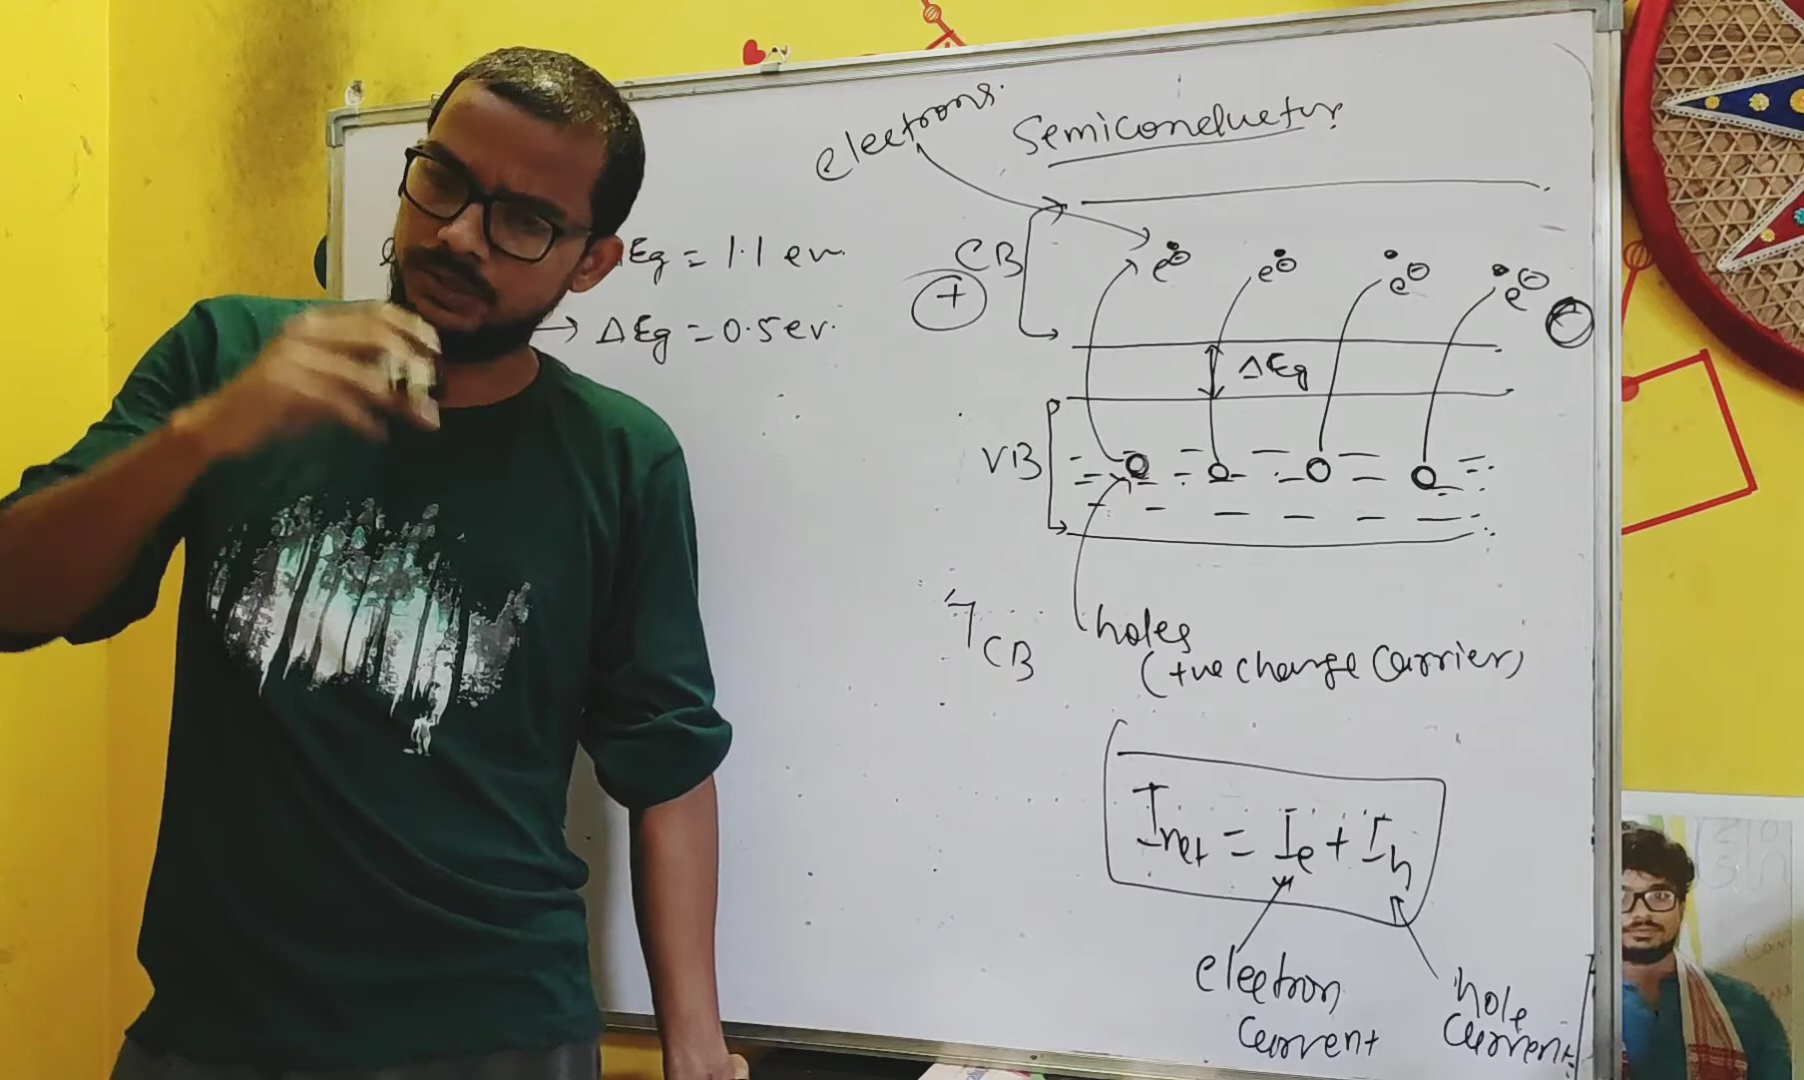 electrons.
Semiconductor
Eg = 1.1 ev.
→ ΔEg = 0.5 ev.
CB
+
e⊖ e⊖ e⊖ e⊖
ΔEg
VB
holes
(+ve charge carrier)
CB
Inet = Ie + Ih
electron
current
hole
current